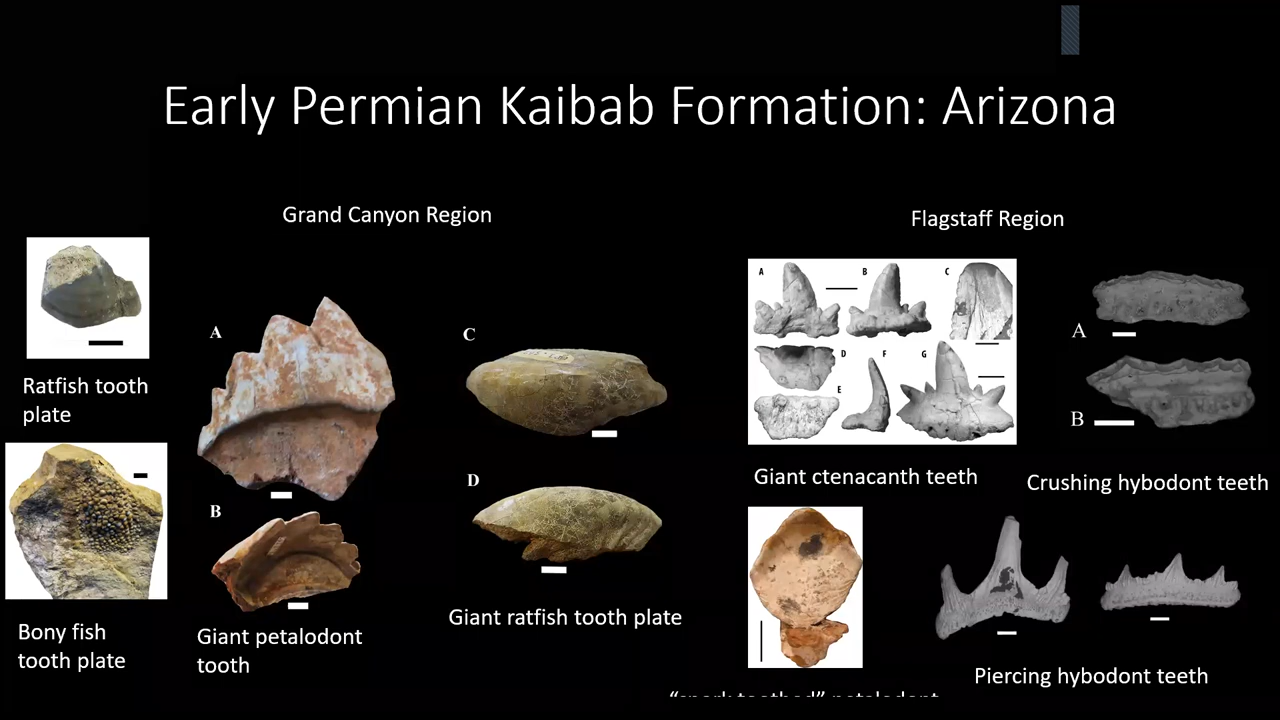 Early Permian Kaibab Formation: Arizona
Grand Canyon Region
Flagstaff Region
Ratfish tooth
plate
Bony fish
tooth plate
A
B
Giant petalodont
tooth
C
D
Giant ratfish tooth plate
A B C
D F G
E
Giant ctenacanth teeth
A
B
Crushing hybodont teeth
Piercing hybodont teeth
petalodont